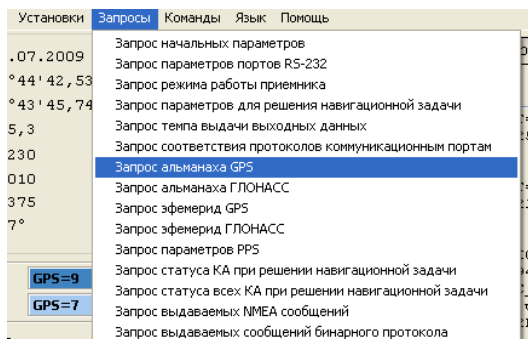 Установки Запросы Команды Язык Помощь
Запрос начальных параметров
.07.2009
Запрос параметров портов RS-232
°44'42,53
Запрос режима работы приемника
°43'45,74
Запрос параметров для решения навигационной задачи
5,3
Запрос темпа выдачи выходных данных
230
Запрос соответствия протоколов коммуникационным портам
010
Запрос альманаха GPS
375
Запрос альманаха ГЛОНАСС
7°
Запрос эфемерид GPS
Запрос эфемерид ГЛОНАСС
Запрос параметров PPS
GPS=9
Запрос статуса КА при решении навигационной задачи
Запрос статуса всех КА при решении навигационной задачи
GPS=7
Запрос выдаваемых NMEA сообщений
Запрос выдаваемых сообщений бинарного протокола